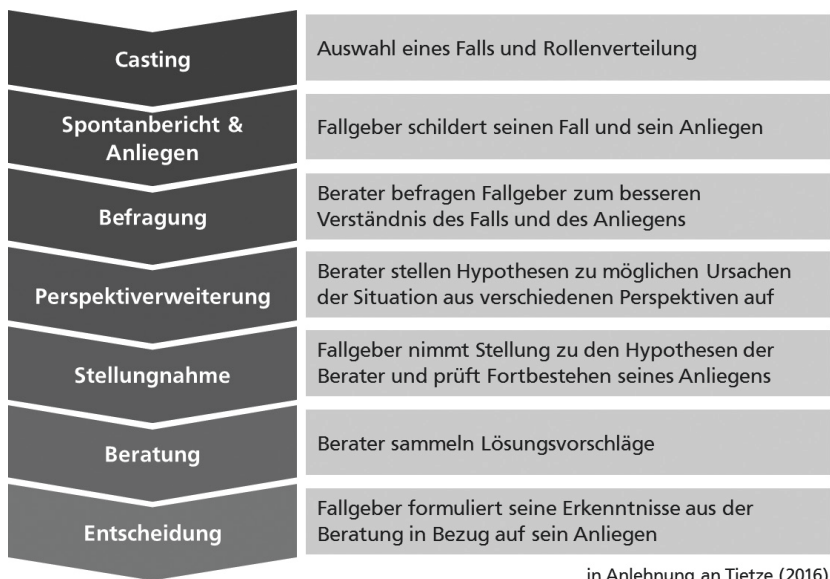 Casting
Auswahl eines Falls und Rollenverteilung
Spontanbericht &
Anliegen
Fallgeber schildert seinen Fall und sein Anliegen
Befragung
Berater befragen Fallgeber zum besseren
Verständnis des Falls und des Anliegens
Perspektiverweiterung
Berater stellen Hypothesen zu möglichen Ursachen
der Situation aus verschiedenen Perspektiven auf
Stellungnahme
Fallgeber nimmt Stellung zu den Hypothesen der
Berater und prüft Fortbestehen seines Anliegens
Beratung
Berater sammeln Lösungsvorschläge
Entscheidung
Fallgeber formuliert seine Erkenntnisse aus der
Beratung in Bezug auf sein Anliegen
in Anlehnung an Tietze (2016)